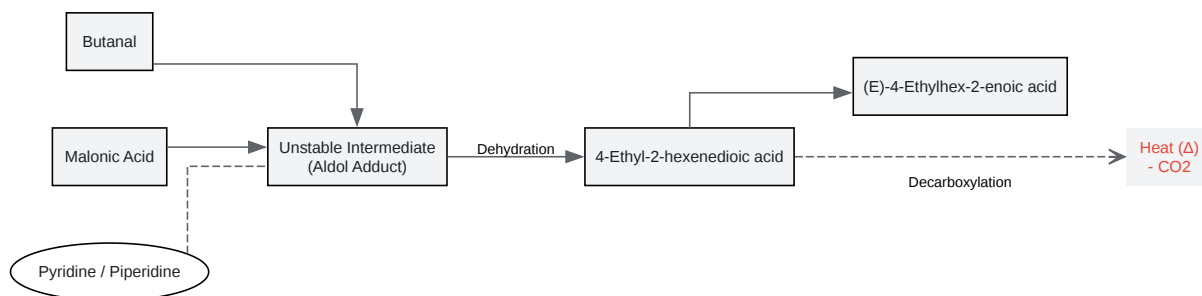 Butanal
Malonic Acid
Pyridine / Piperidine
Unstable Intermediate
(Aldol Adduct)
Dehydration
4-Ethyl-2-hexenedioic acid
(E)-4-Ethylhex-2-enoic acid
Decarboxylation
Heat (Δ)
- CO2